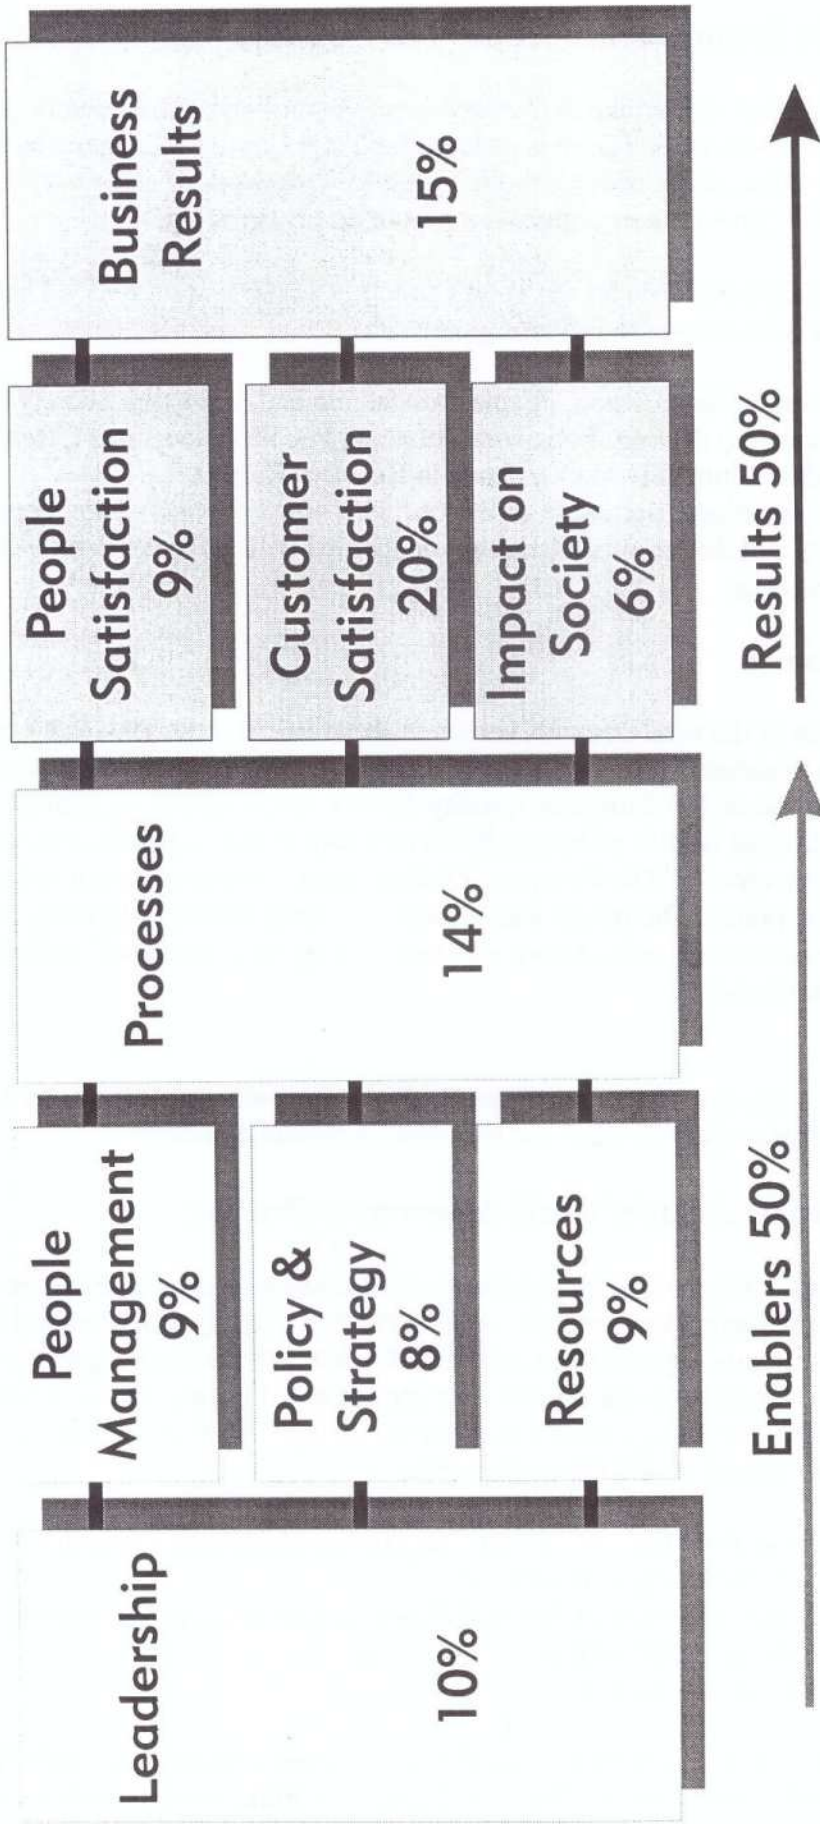 Leadership
10%
People
Management
9%
Policy &
Strategy
8%
Resources
9%
Processes
14%
People
Satisfaction
9%
Customer
Satisfaction
20%
Impact on
Society
6%
Business
Results
15%
Enablers 50%
Results 50%